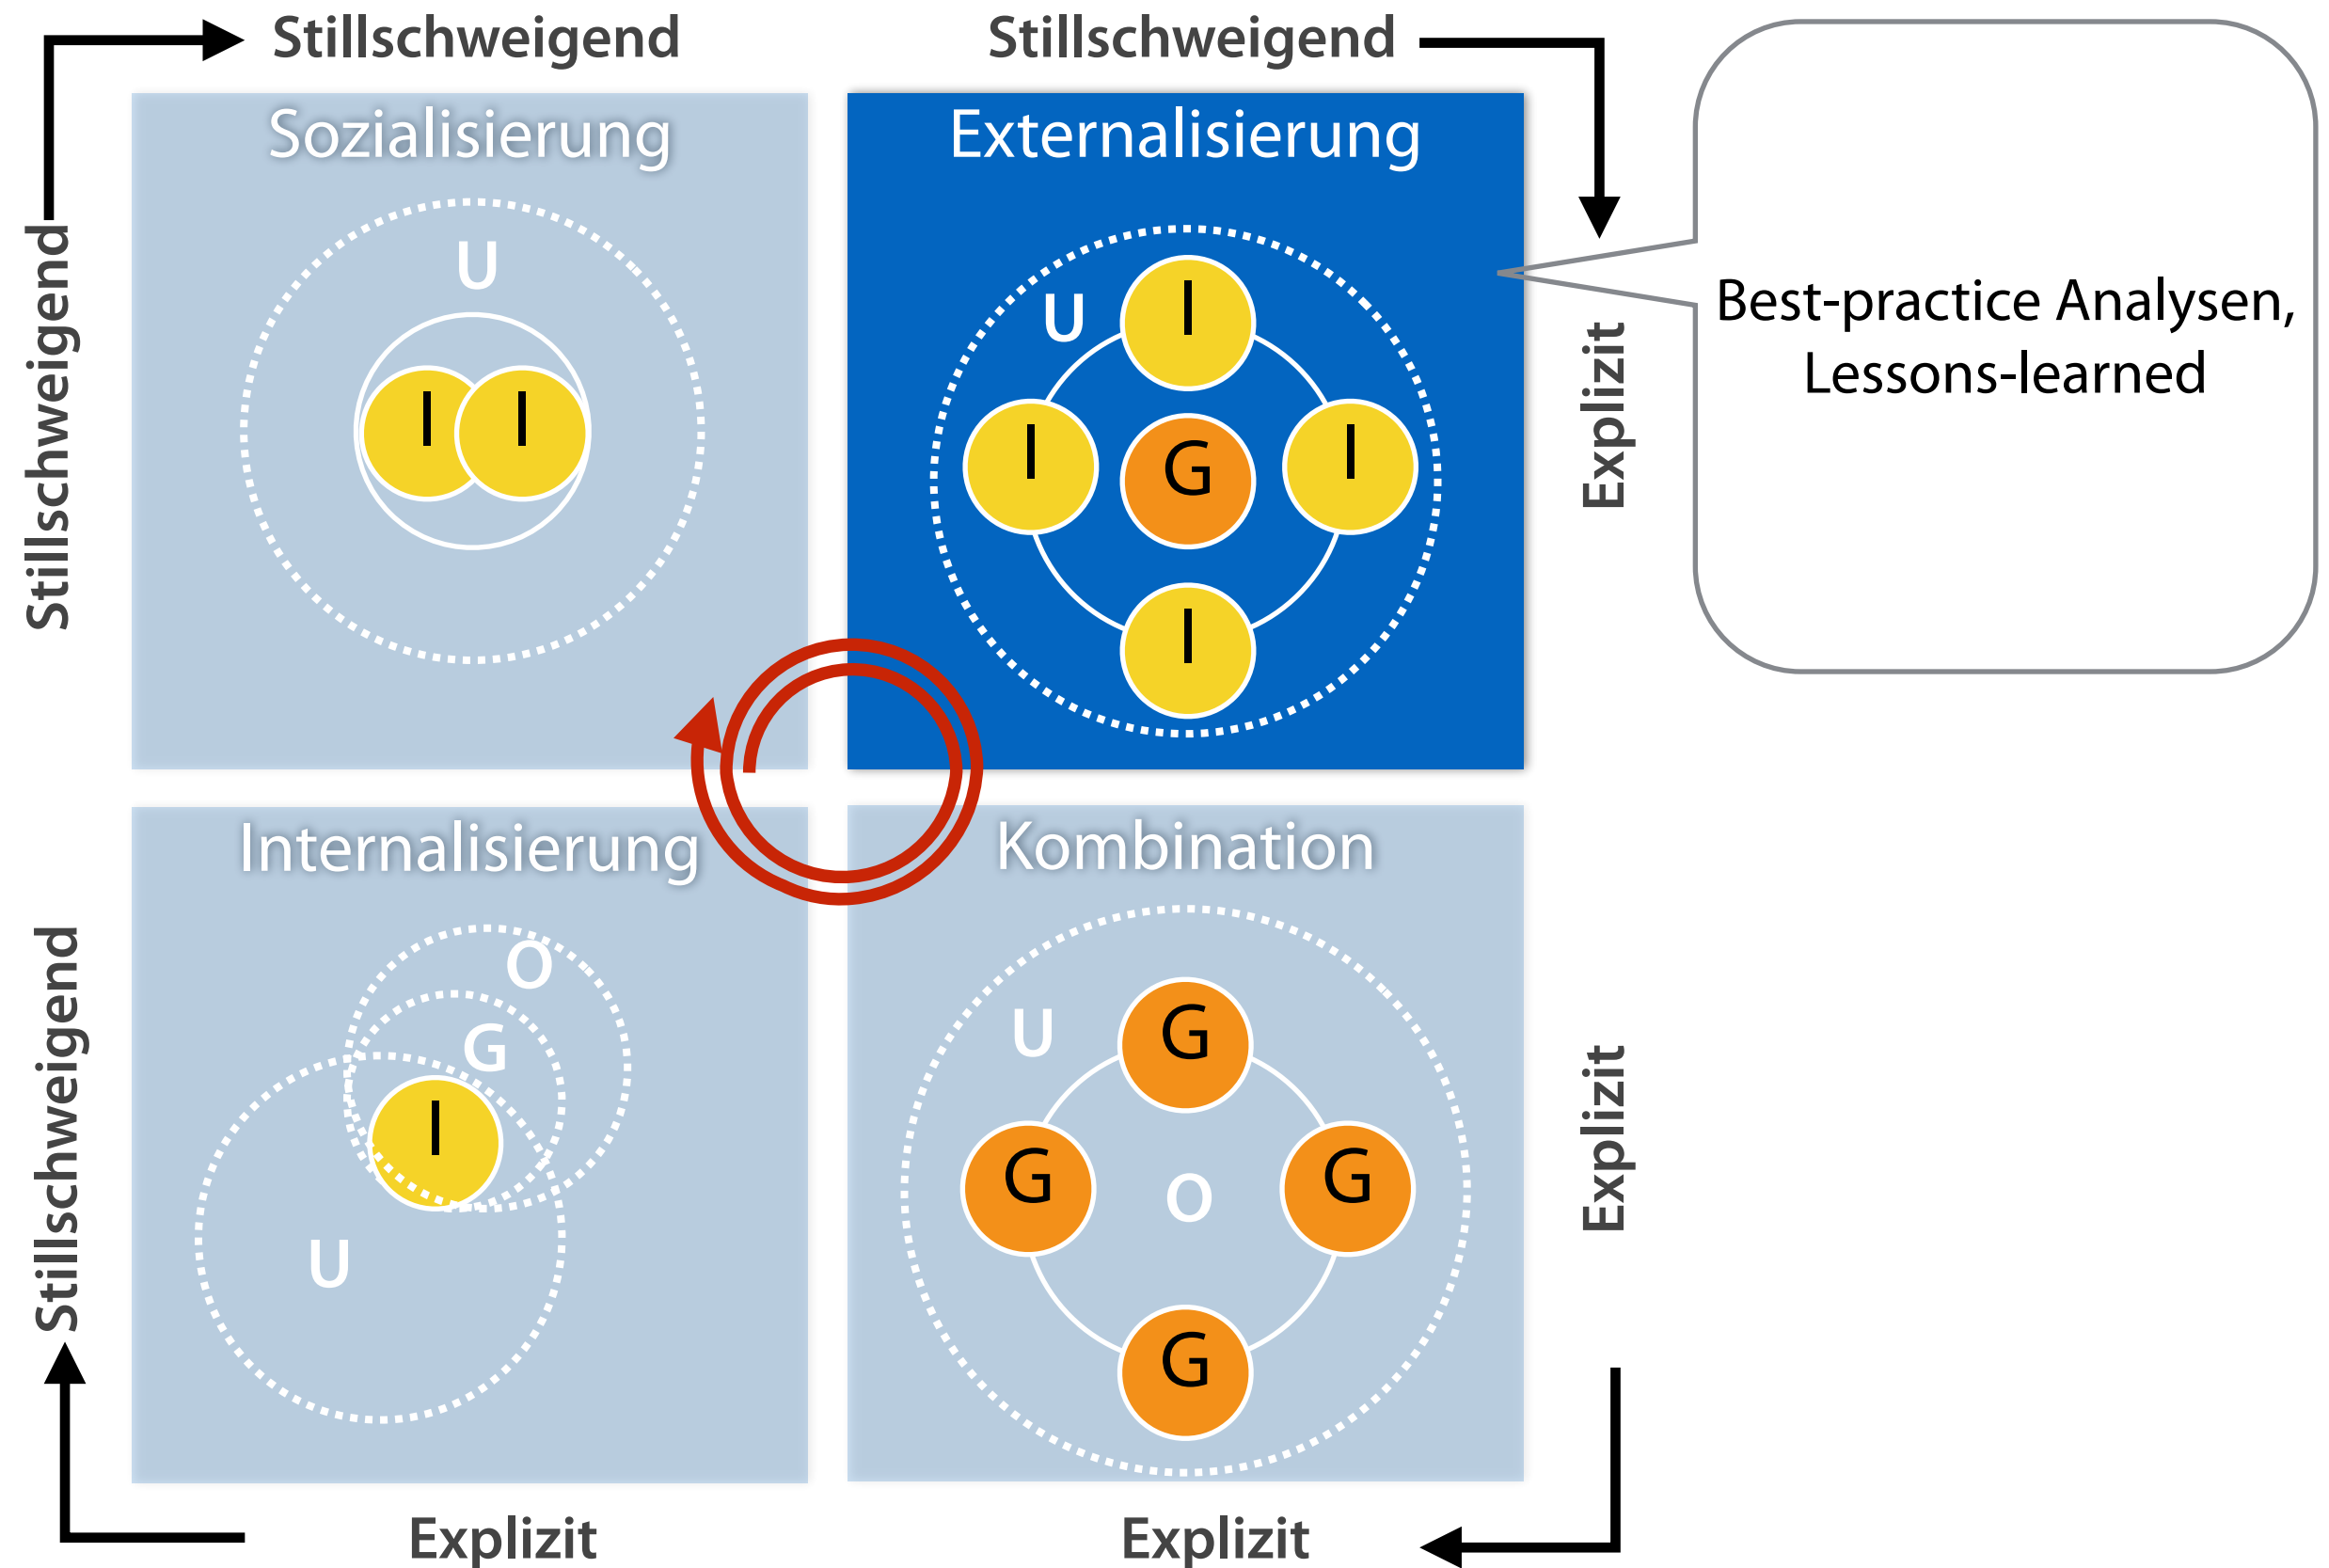 Stillschweigend
Stillschweigend
Stillschweigend
Sozialisierung
U
I I
Externalisierung
U
I
I G I
I
Explizit
Best-practice Analysen,
Lessons-learned
Stillschweigend
Internalisierung
O
G
I
U
Kombination
U
G
G O G
G
Explizit
Explizit
Explizit